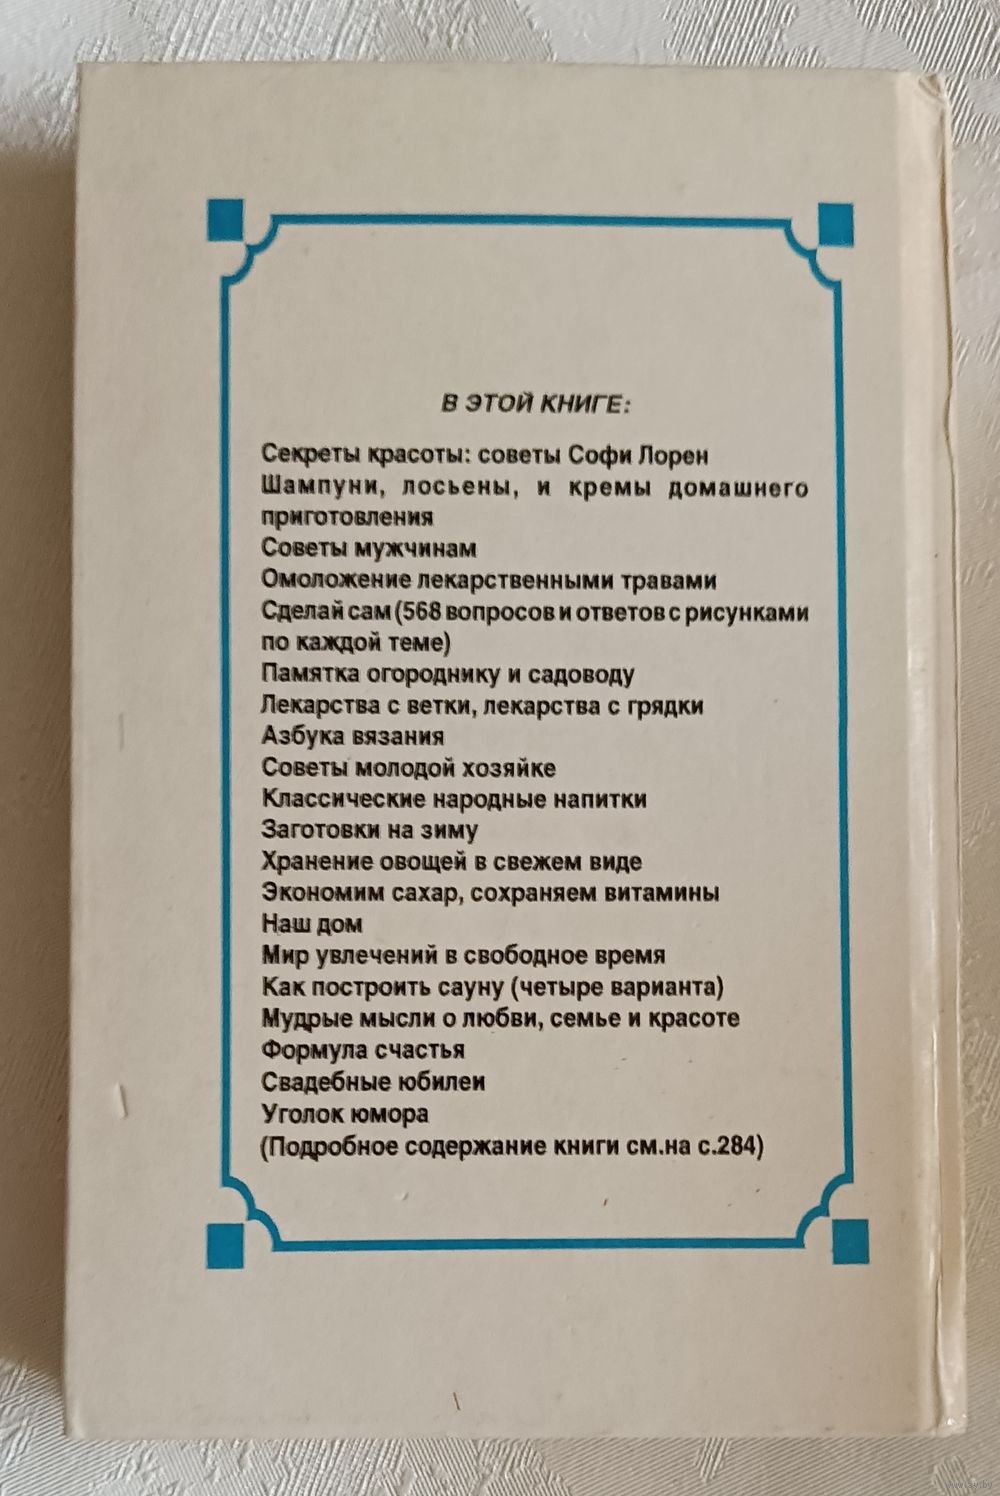 В ЭТОЙ КНИГЕ:
Секреты красоты: советы Софи Лорен
Шампуни, лосьены, и кремы домашнего
приготовления
Советы мужчинам
Омоложение лекарственными травами
Сделай сам (568 вопросов и ответов с рисунками
по каждой теме)
Памятка огороднику и садоводу
Лекарства с ветки, лекарства с грядки
Азбука вязания
Советы молодой хозяйке
Классические народные напитки
Заготовки на зиму
Хранение овощей в свежем виде
Экономим сахар, сохраняем витамины
Наш дом
Мир увлечений в свободное время
Как построить сауну (четыре варианта)
Мудрые мысли о любви, семье и красоте
Формула счастья
Свадебные юбилеи
Уголок юмора
(Подробное содержание книги см.на с.284)
www.ay.by